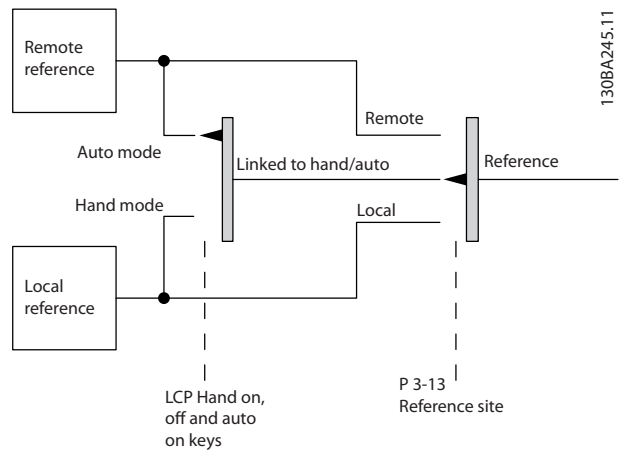 Remote
reference
130BA245.11
Remote
Auto mode
Linked to hand/auto
Reference
Hand mode
Local
Local
reference
LCP Hand on,
off and auto
on keys
P 3-13
Reference site